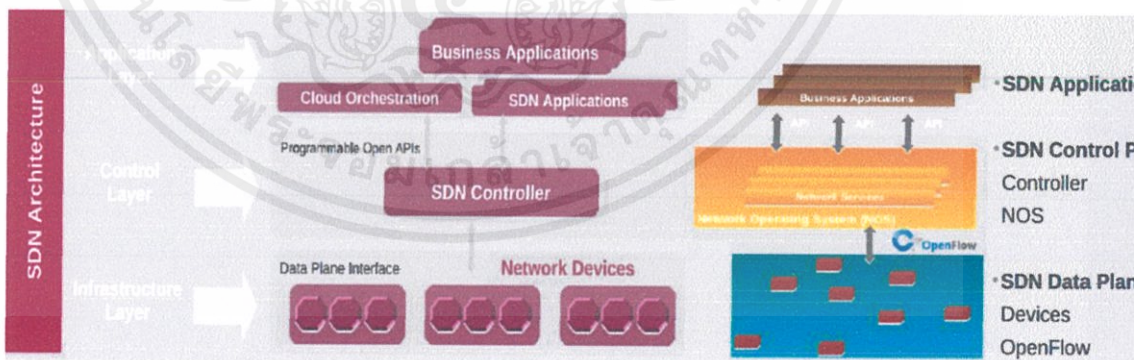 SDN Architecture
Application Layer
Business Applications
Cloud Orchestration
SDN Applications
Programmable Open APIs
Control
Layer
SDN Controller
Data Plane Interface
Network Devices
Infrastructure
Layer
Business Applications
API
API
API
Network Services
Network Operating System (NOS)
OpenFlow
•SDN Applicati
•SDN Control P
Controller
NOS
•SDN Data Plan
Devices
OpenFlow